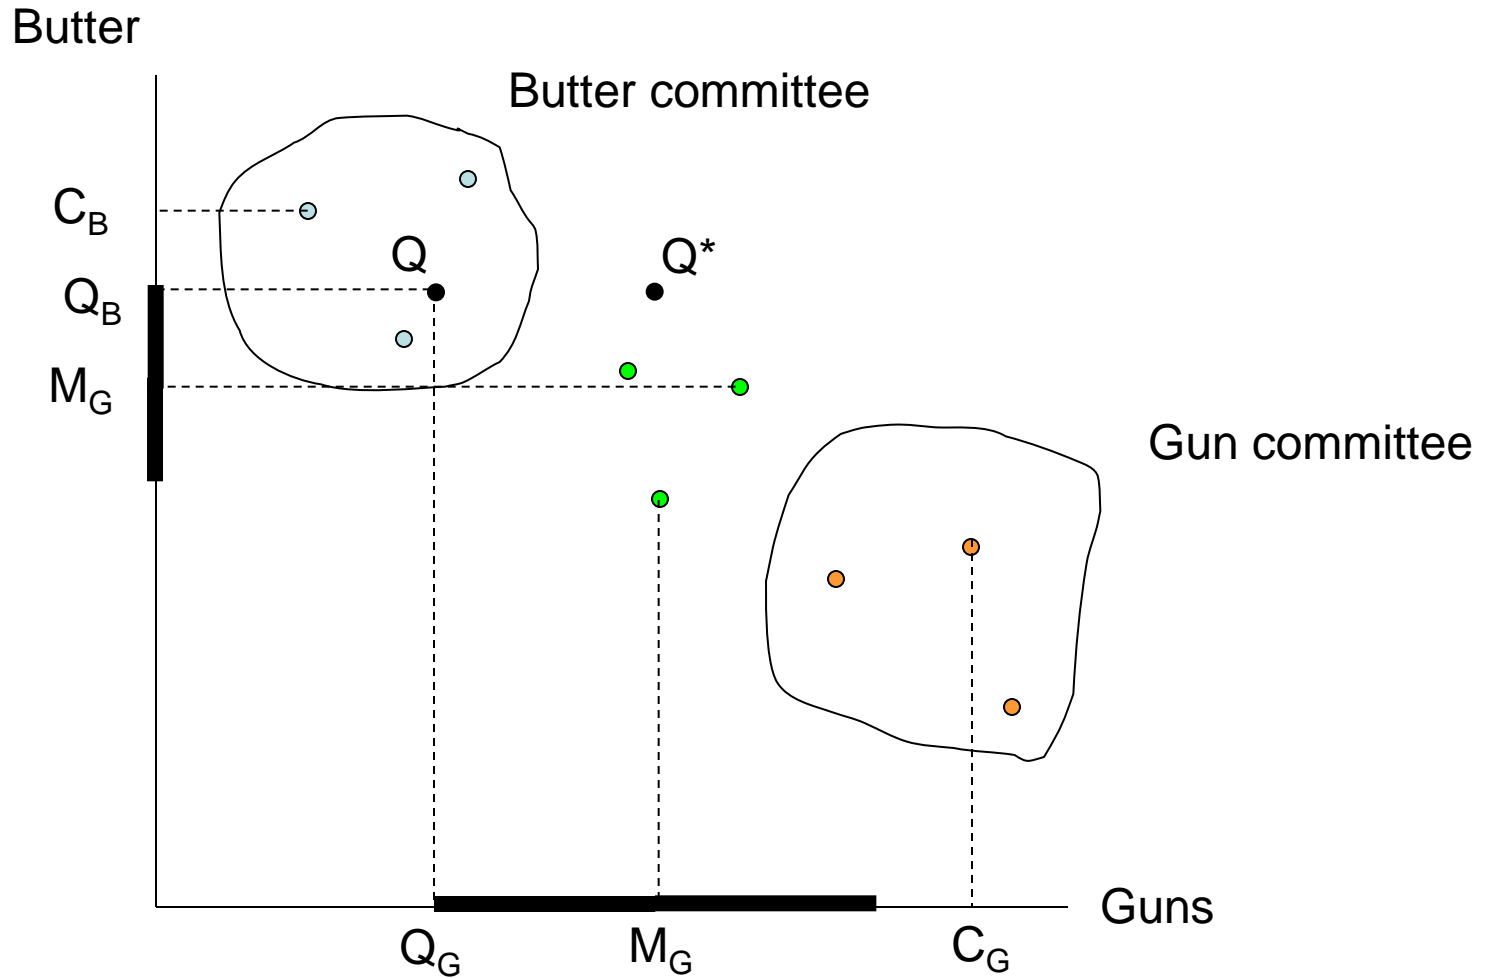 Butter
Butter committee
C_B
Q
Q*
Q_B
M_G
Gun committee
Guns
Q_G
M_G
C_G